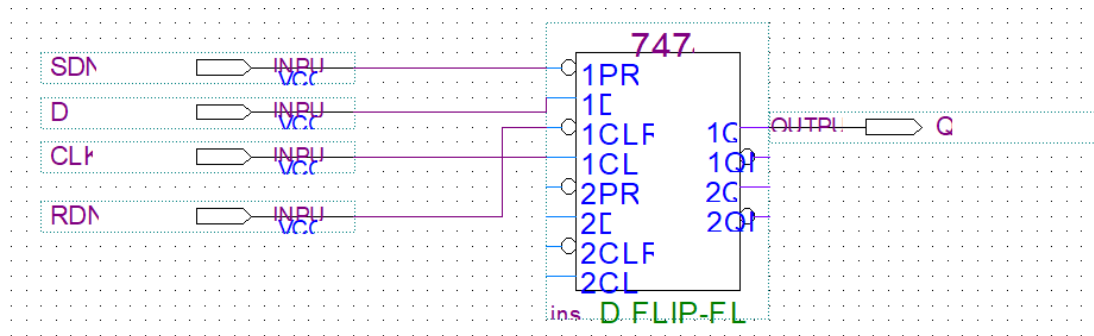 747
SDN INPU VCC
1PR
D INPU VCC
1D
1CLR 1Q OUTPU Q
CLK INPU VCC
1CL 1QN
2PR 2Q
RDN INPU VCC
2D 2QN
2CLR
2CL
ins D FLIP-FL